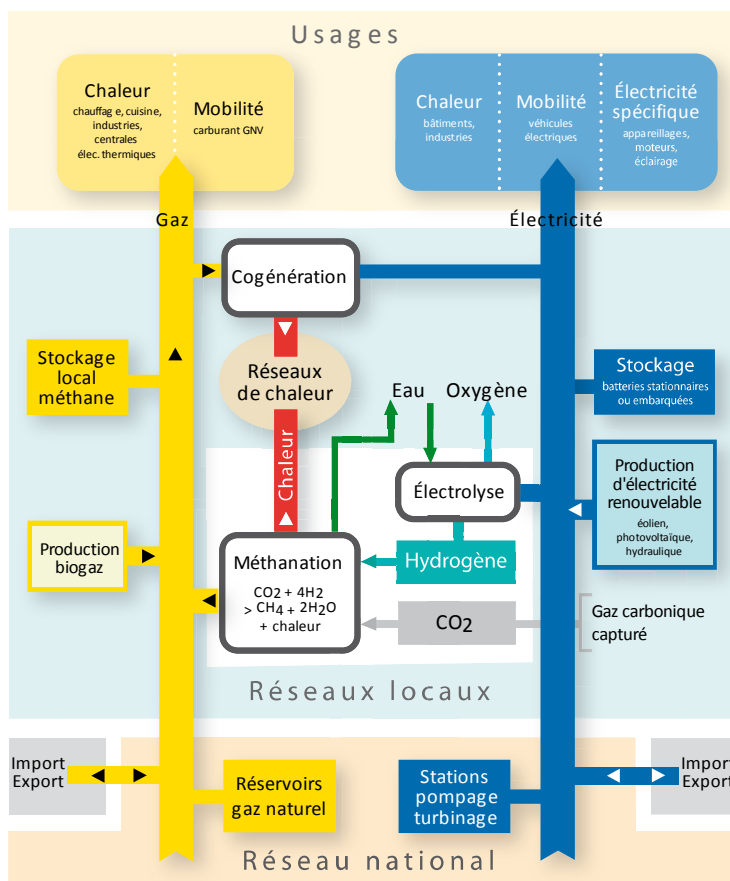 Usages
Chaleur
chauffage, cuisine,
industries,
centrales
élec. thermiques
Mobilité
carburant GNV
Chaleur
bâtiments,
industries
Mobilité
véhicules
électriques
Électricité
spécifique
appareillages,
moteurs,
éclairage
Gaz
Électricité
Cogénération
Stockage
local
méthane
Réseaux
de chaleur
Eau
Oxygène
Stockage
batteries stationnaires
ou embarquées
Chaleur
Électrolyse
Production
d'électricité
renouvelable
éolien,
photovoltaïque,
hydraulique
Production
biogaz
Méthanation
CO2 + 4H2
> CH4 + 2H2O
+ chaleur
Hydrogène
CO2
Gaz carbonique
capturé
Réseaux locaux
Import
Export
Réservoirs
gaz naturel
Stations
pompage
turbinage
Import
Export
Réseau national